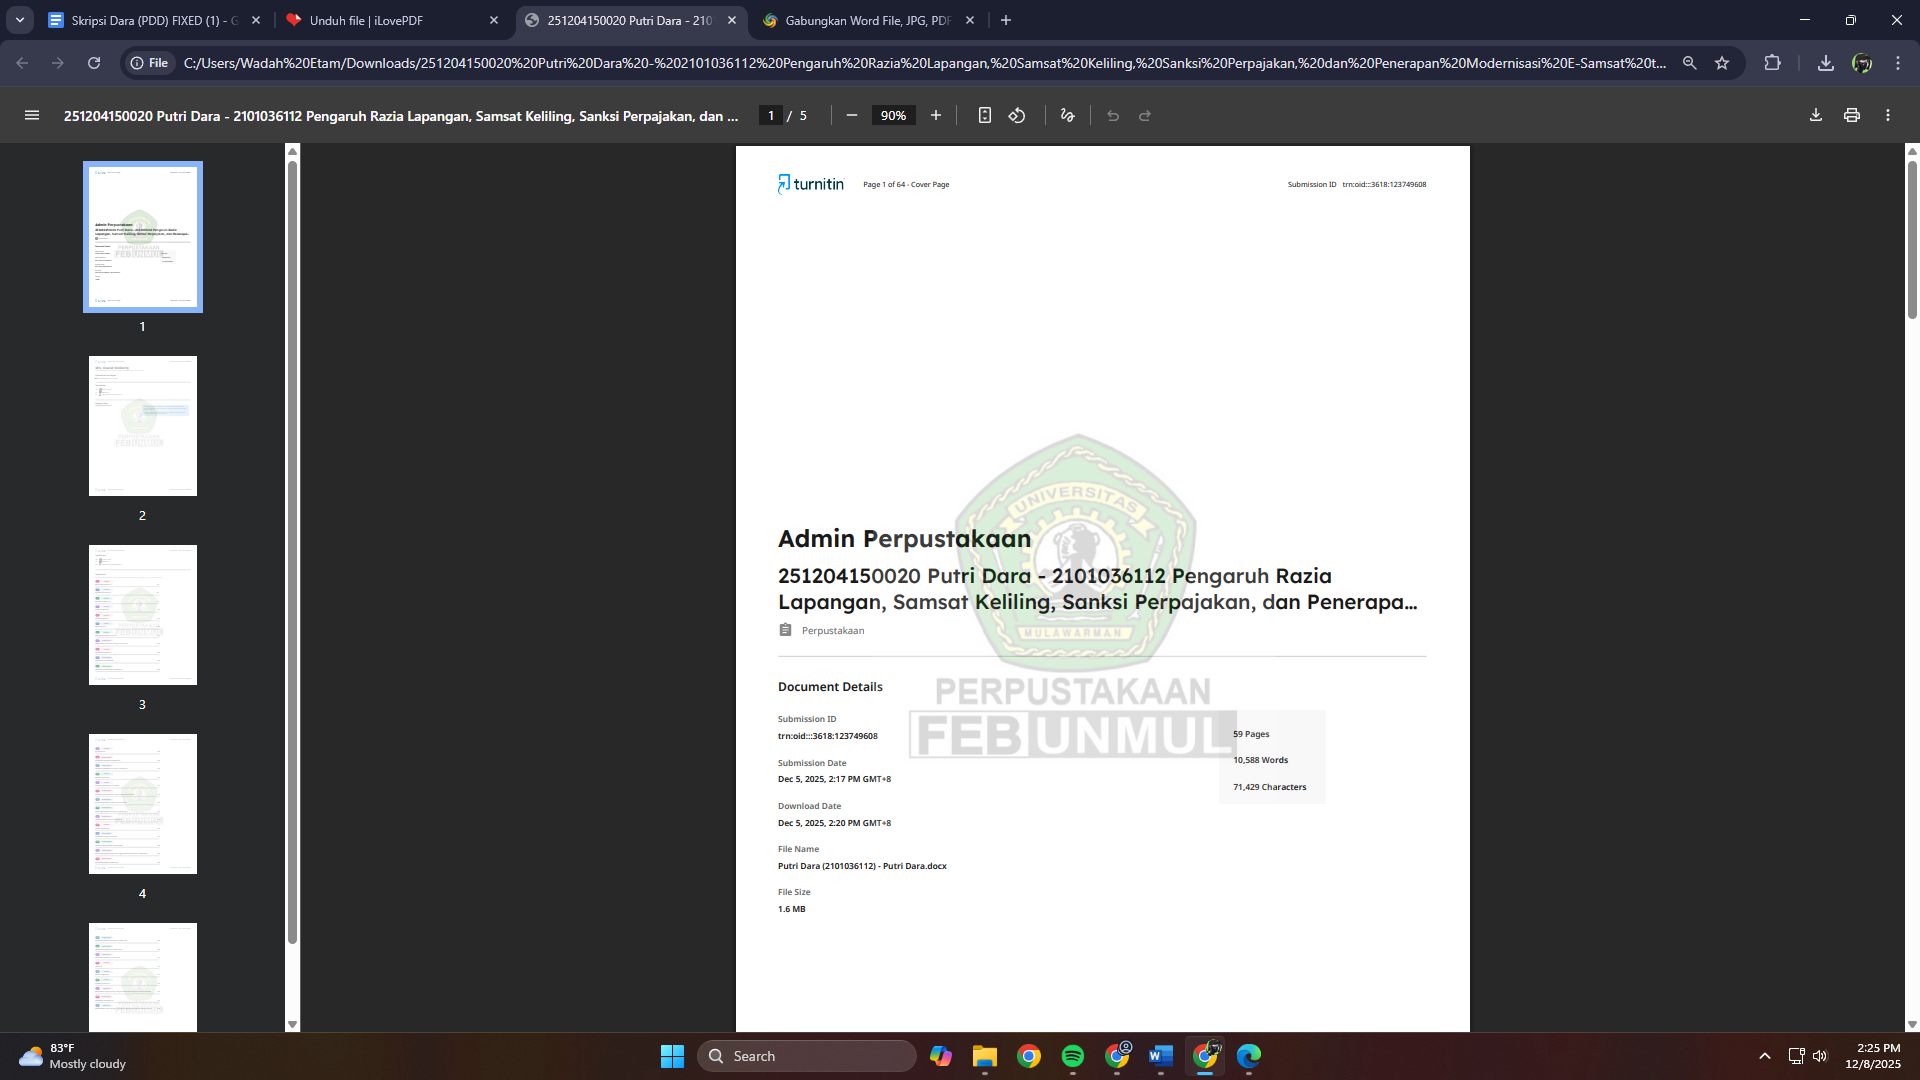 Skripsi Dara (PDD) FIXED (1) - G
Unduh file | iLovePDF
251204150020 Putri Dara - 210
Gabungkan Word File, JPG, PDF
File
C:/Users/Wadah%20Etam/Downloads/251204150020%20Putri%20Dara%20-%202101036112%20Pengaruh%20Razia%20Lapangan,%20Samsat%20Keliling,%20Sanksi%20Perpajakan,%20dan%20Penerapan%20Modernisasi%20E-Samsat%20t...
251204150020 Putri Dara - 2101036112 Pengaruh Razia Lapangan, Samsat Keliling, Sanksi Perpajakan, dan ...
1 / 5
90%
1
2
3
4
turnitin
Page 1 of 64 - Cover Page
Submission ID trn:oid:::3618:123749608
UNIVERSITAS
MULAWARMAN
PERPUSTAKAAN
FEB UNMUL
Admin Perpustakaan
251204150020 Putri Dara - 2101036112 Pengaruh Razia
Lapangan, Samsat Keliling, Sanksi Perpajakan, dan Penerapa...
Perpustakaan
Document Details
Submission ID
trn:oid:::3618:123749608
Submission Date
Dec 5, 2025, 2:17 PM GMT+8
Download Date
Dec 5, 2025, 2:20 PM GMT+8
File Name
Putri Dara (2101036112) - Putri Dara.docx
File Size
1.6 MB
59 Pages
10,588 Words
71,429 Characters
83°F
Mostly cloudy
Search
2:25 PM
12/8/2025